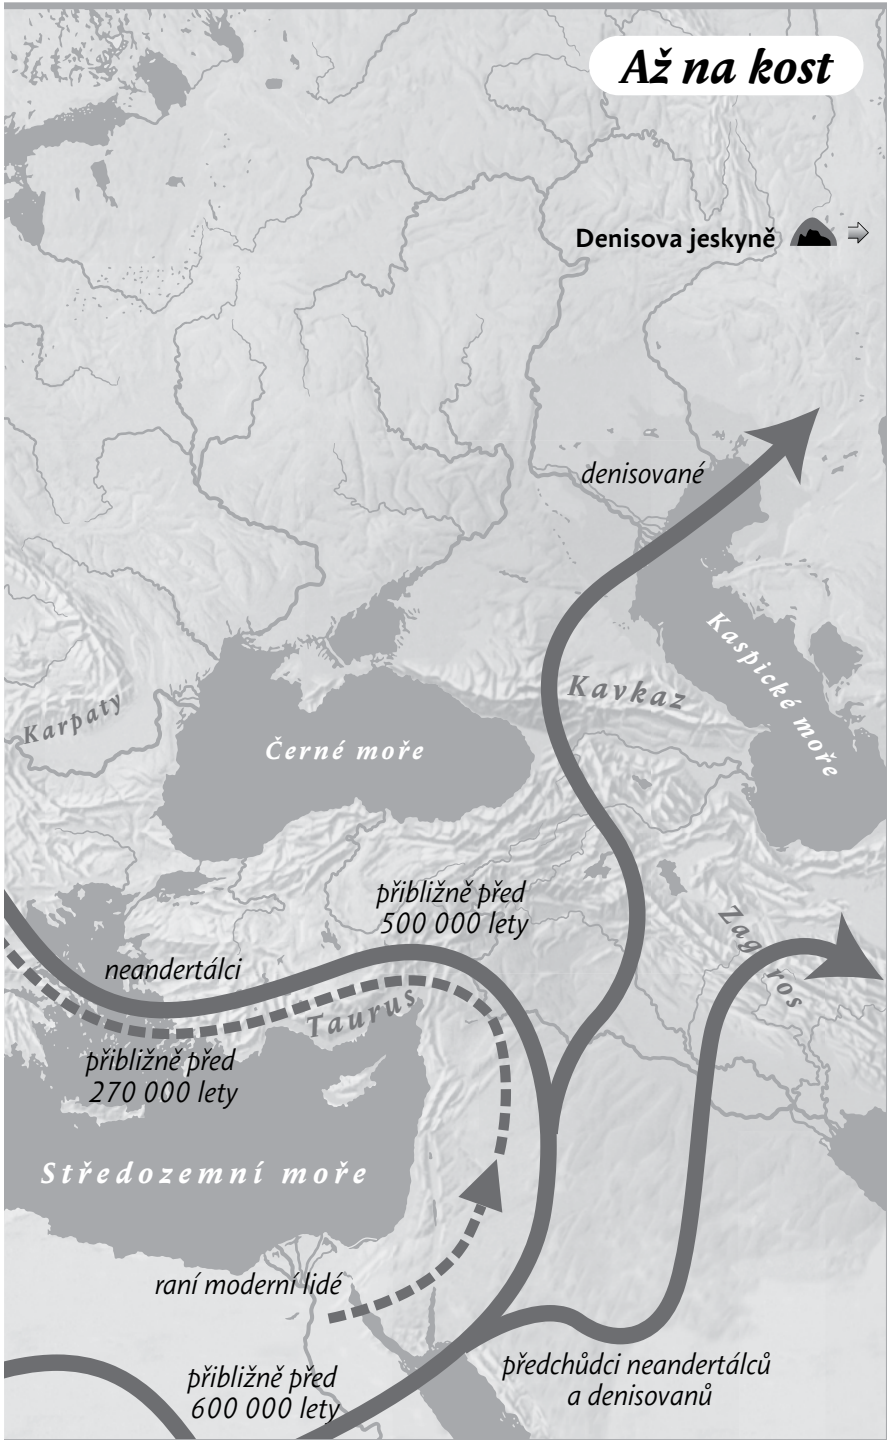 Až na kost
Denisova jeskyně
denisované
Kaspické moře
Kavkaz
Karpaty
Černé moře
přibližně před
500 000 lety
Zagros
neandertálci
Taurus
přibližně před
270 000 lety
Středozemní moře
raní moderní lidé
předchůdci neandertálců
a denisovanů
přibližně před
600 000 lety